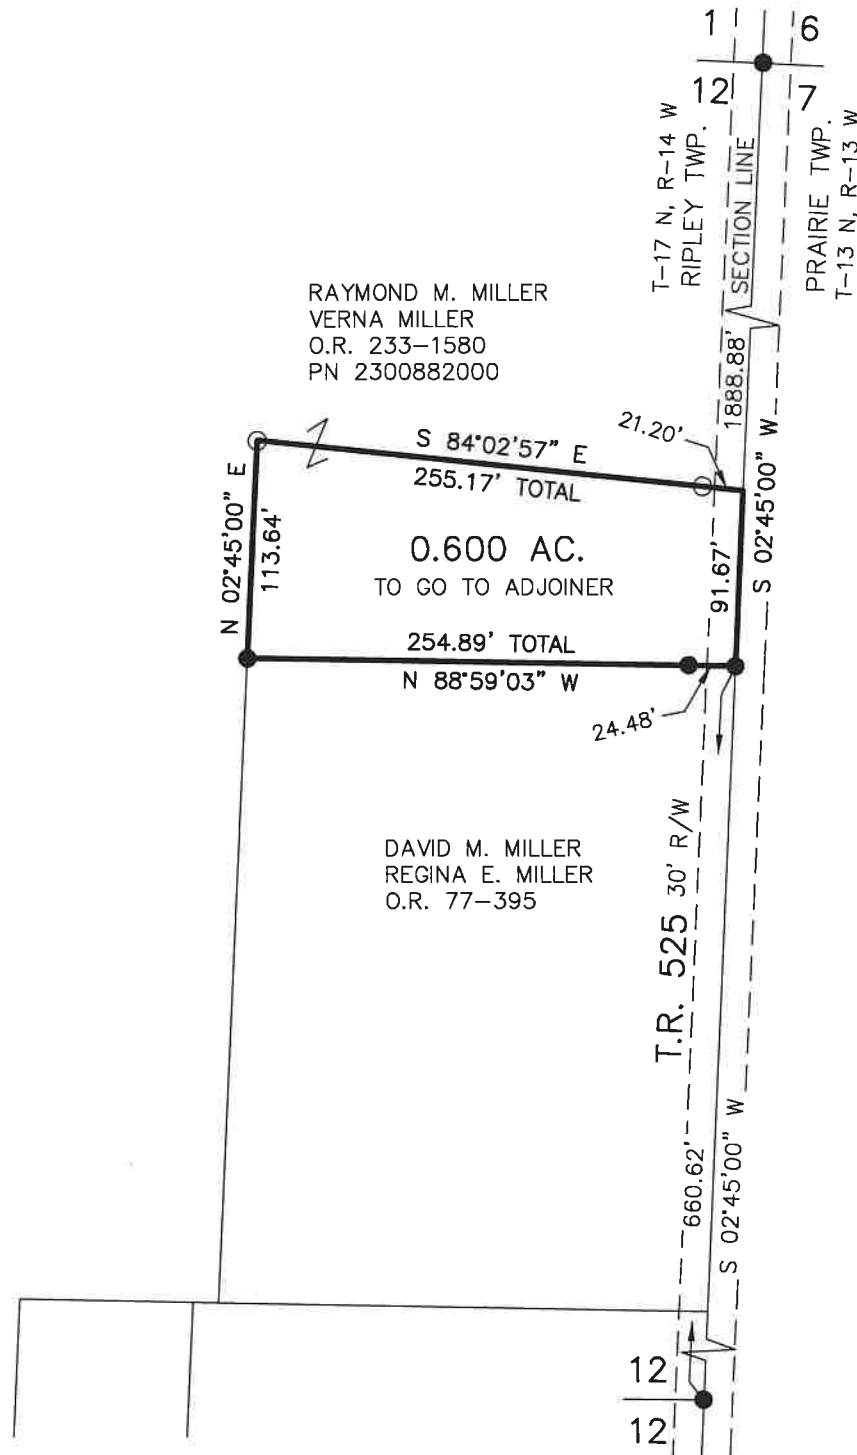 1
6
12
7
T-17 N, R-14 W
RIPLEY TWP.
SECTION LINE
PRAIRIE TWP.
T-13 N, R-13 W
RAYMOND M. MILLER
VERNA MILLER
O.R. 233-1580
PN 2300882000
1888.88'
21.20'
S 84°02'57" E
255.17' TOTAL
N 02°45'00" E
113.64'
0.600 AC.
TO GO TO ADJOINER
91.67'
S 02°45'00" W
254.89' TOTAL
N 88°59'03" W
24.48'
DAVID M. MILLER
REGINA E. MILLER
O.R. 77-395
T.R. 525 30' R/W
660.62'
S 02°45'00" W
12
12